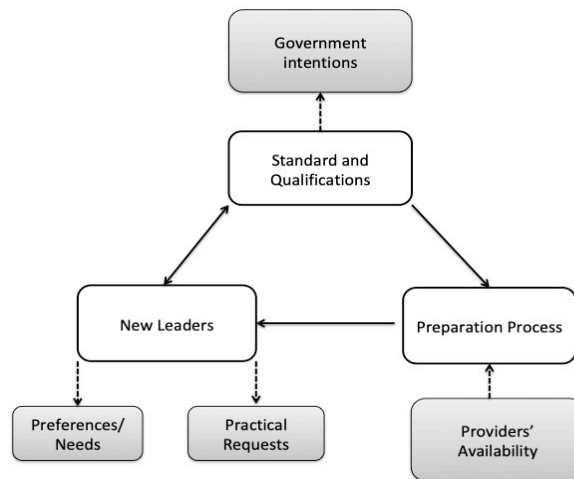 Government
intentions
Standard and
Qualifications
New Leaders
Preparation Process
Preferences/
Needs
Practical
Requests
Providers’
Availability